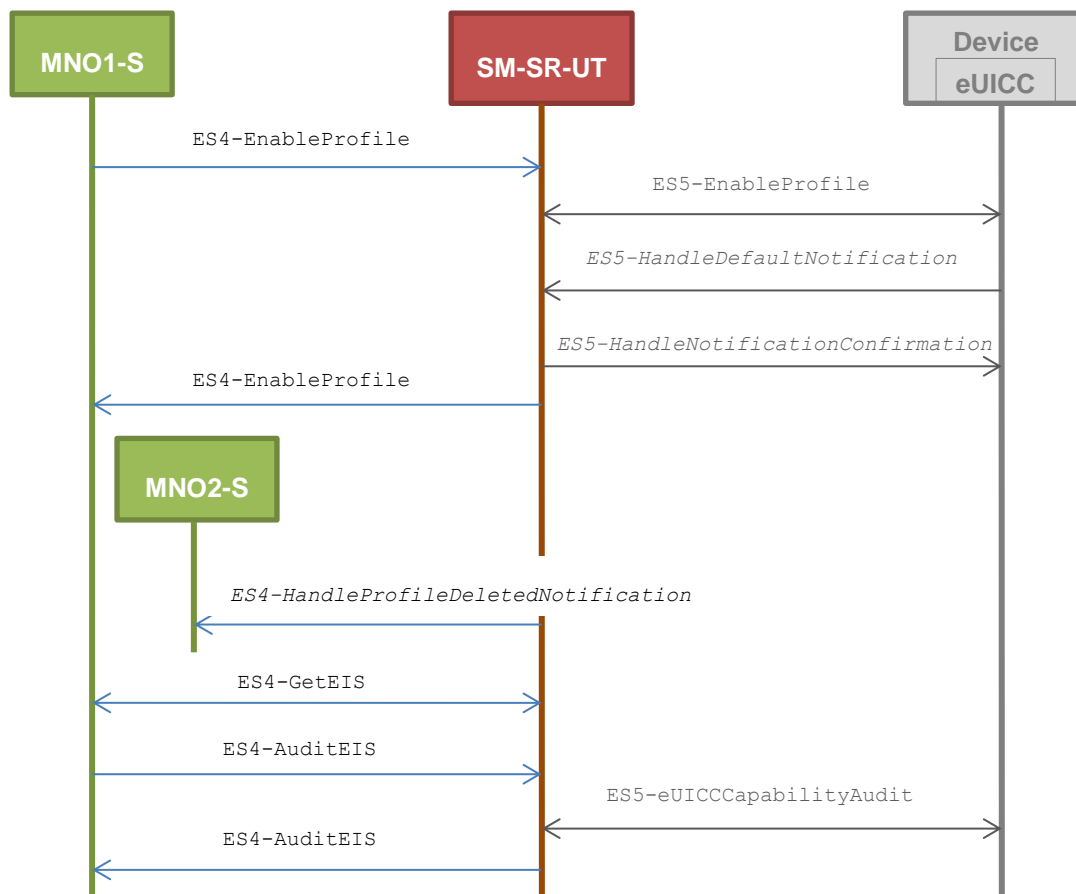 MNO1-S
SM-SR-UT
Device
eUICC
ES4-EnableProfile
ES5-EnableProfile
ES5-HandleDefaultNotification
ES5-HandleNotificationConfirmation
ES4-EnableProfile
MNO2-S
ES4-HandleProfileDeletedNotification
ES4-GetEIS
ES4-AuditEIS
ES5-eUICCCapabilityAudit
ES4-AuditEIS